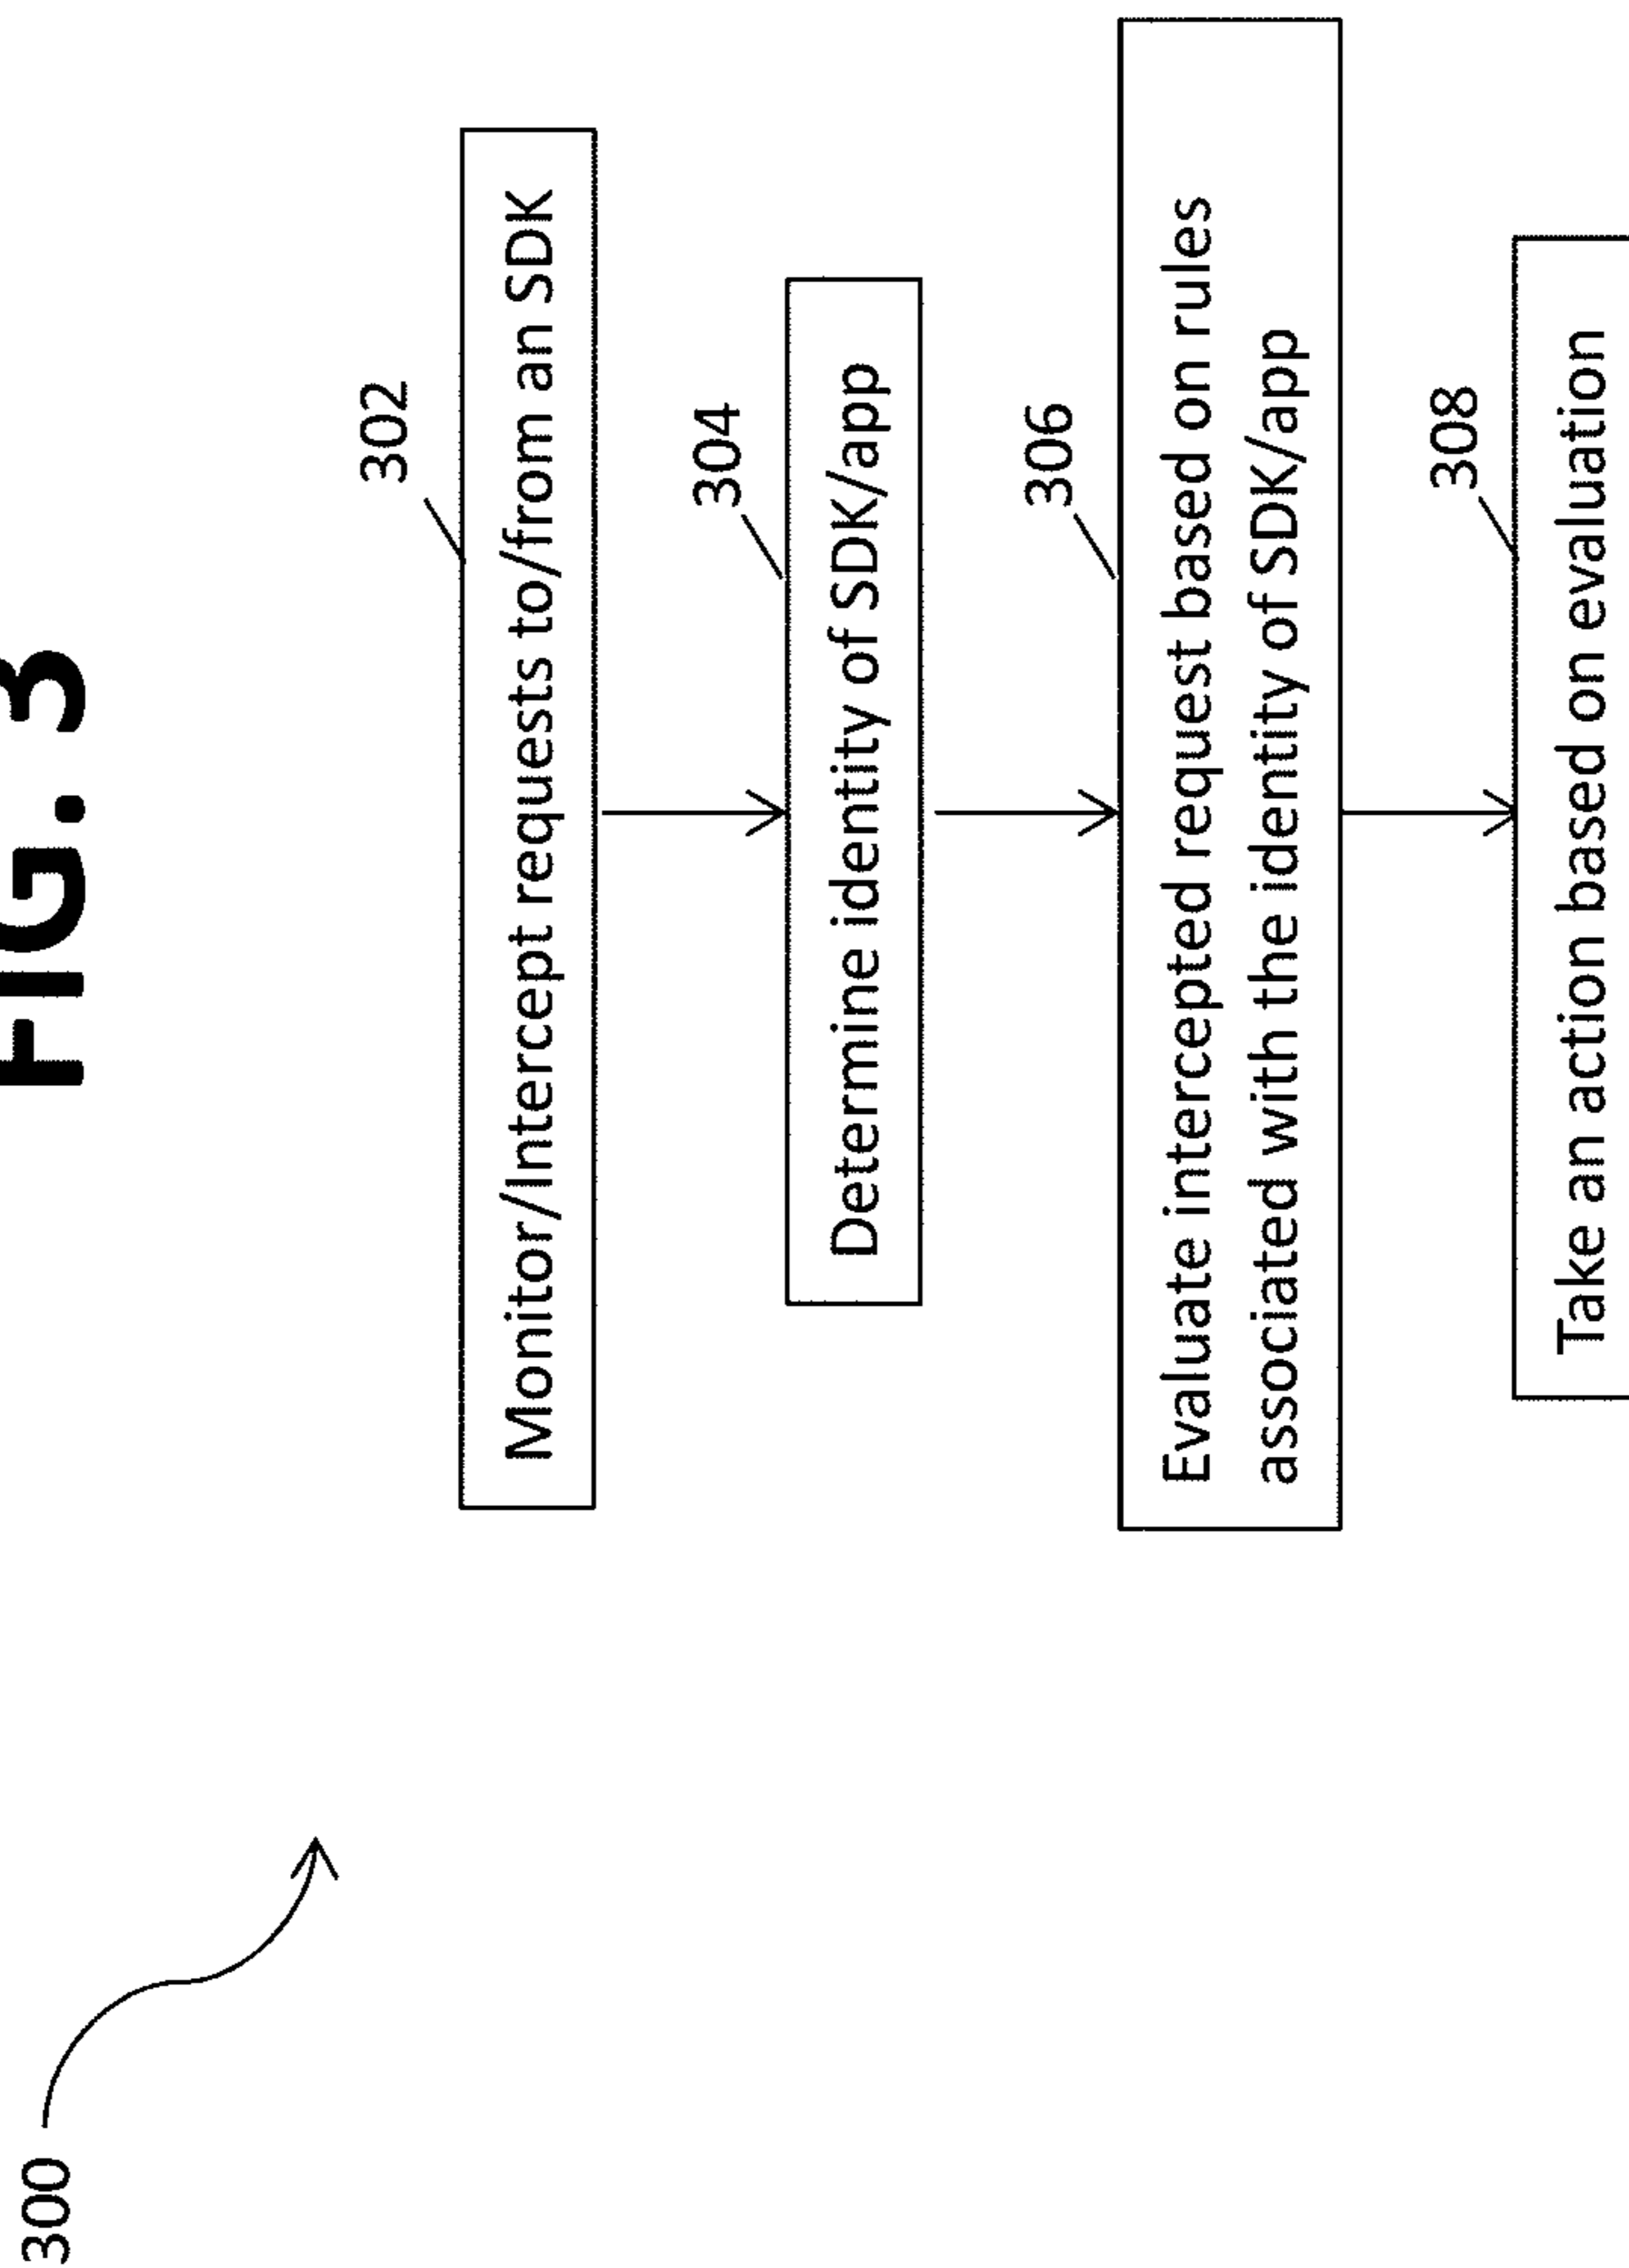 FIG. 3
300
302
Monitor/Intercept requests to/from an SDK
304
Determine identity of SDK/app
306
Evaluate intercepted request based on rules
associated with the identity of SDK/app
308
Take an action based on evaluation